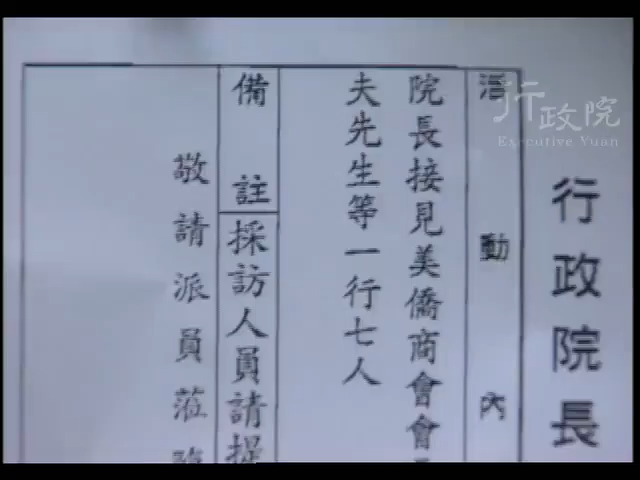 行政院
Executive Yuan
行政院長
活動內
院長接見美僑商會會
夫先生等一行七人
備註
採訪人員請提
敬請派員蒞